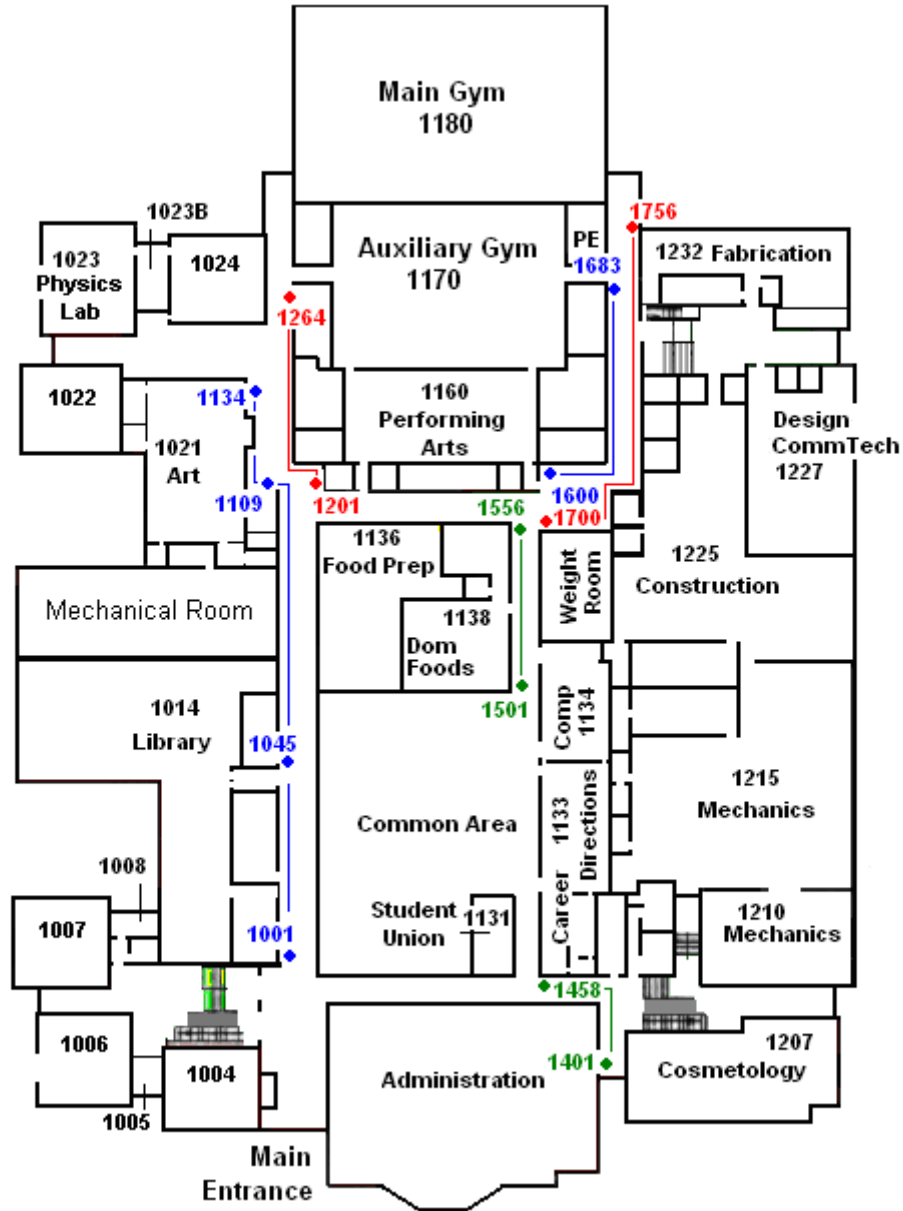 Main Gym
1180
1023B
1756
1023
Physics
Lab
1024
Auxiliary Gym
1170
PE
1683
1232 Fabrication
1264
1022
1134
1160
Performing
Arts
Design
CommTech
1227
1021
Art
1109
1201
1556
1600
1700
1136
Food Prep
Weight
Room
1225
Construction
Mechanical Room
1138
Dom
Foods
1014
Library
1501
Comp
1134
1045
1215
Mechanics
Common Area
Career 1133
Directions
1008
1007
1001
Student
Union
1131
1210
Mechanics
1458
1006
1004
1401
1207
Cosmetology
Administration
1005
Main
Entrance